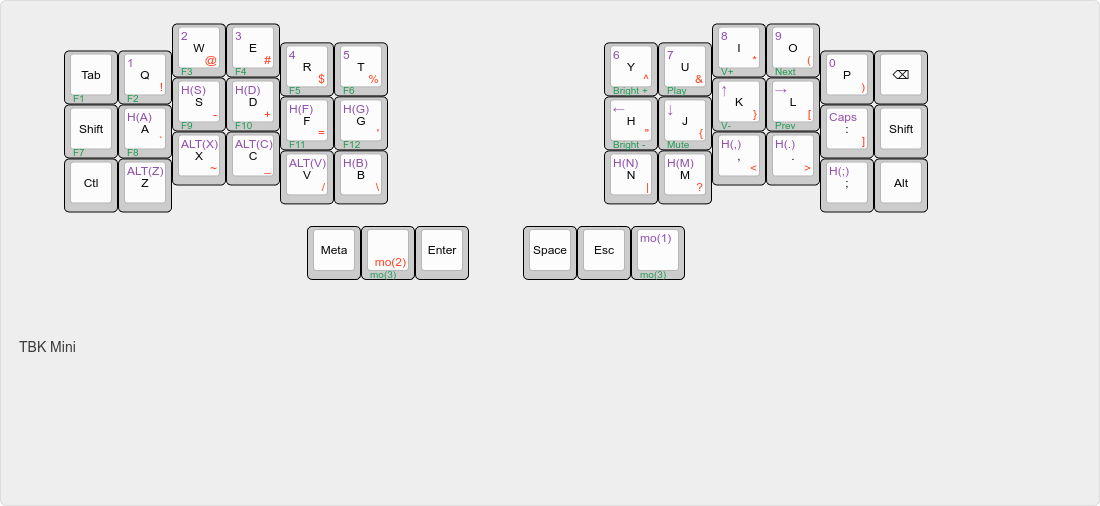 2 W @ F3
3 E # F4
8 I * V+
9 O ( Next
4 R $ F5
5 T % F6
6 Y ^ Bright +
7 U & Play
Tab F1
1 Q ! F2
0 P )
⌫
H(S) S - F9
H(D) D + F10
↑ K } V-
→ L [ Prev
H(F) F = F11
H(G) G ' F12
← H " Bright -
↓ J { Mute
Shift F7
H(A) A . F8
Caps : ]
Shift
ALT(X) X ~
ALT(C) C _
H(,) , <
H(.) . >
ALT(V) V /
H(B) B \
H(N) N |
H(M) M ?
Ctl
ALT(Z) Z
H(;) ;
Alt
Meta
mo(2) mo(3)
Enter
Space
Esc
mo(1) mo(3)
TBK Mini